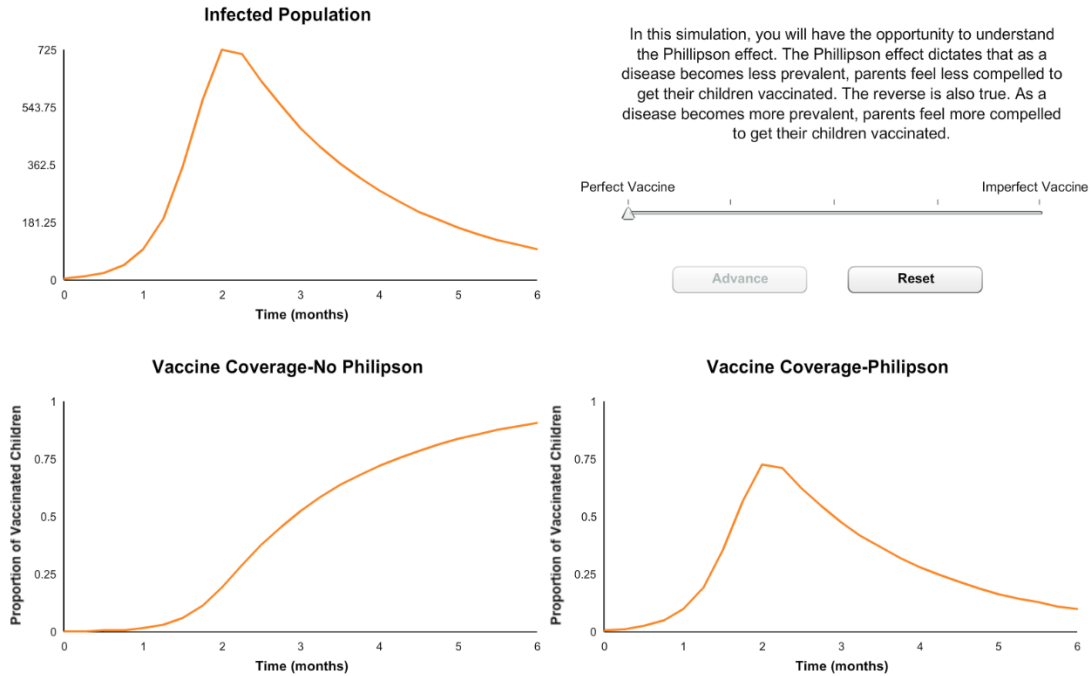 Infected Population
725
543.75
362.5
181.25
0
0 1 2 3 4 5 6
Time (months)
In this simulation, you will have the opportunity to understand
the Phillipson effect. The Phillipson effect dictates that as a
disease becomes less prevalent, parents feel less compelled to
get their children vaccinated. The reverse is also true. As a
disease becomes more prevalent, parents feel more compelled
to get their children vaccinated.
Perfect Vaccine Imperfect Vaccine
Advance Reset
Vaccine Coverage-No Philipson
Proportion of Vaccinated Children
1
0.75
0.5
0.25
0
0 1 2 3 4 5 6
Time (months)
Vaccine Coverage-Philipson
Proportion of Vaccinated Children
1
0.75
0.5
0.25
0
0 1 2 3 4 5 6
Time (months)